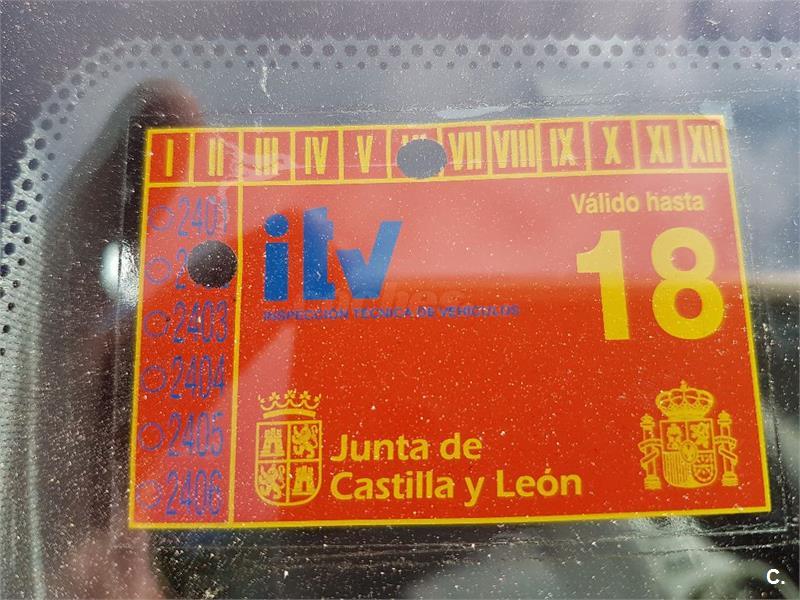 I II III IV V VII VIII IX X XI XII
2401
Válido hasta
18
itv
2403
INSPECCIÓN TÉCNICA DE VEHÍCULOS
2404
2405
Junta de
Castilla y León
2406
C.